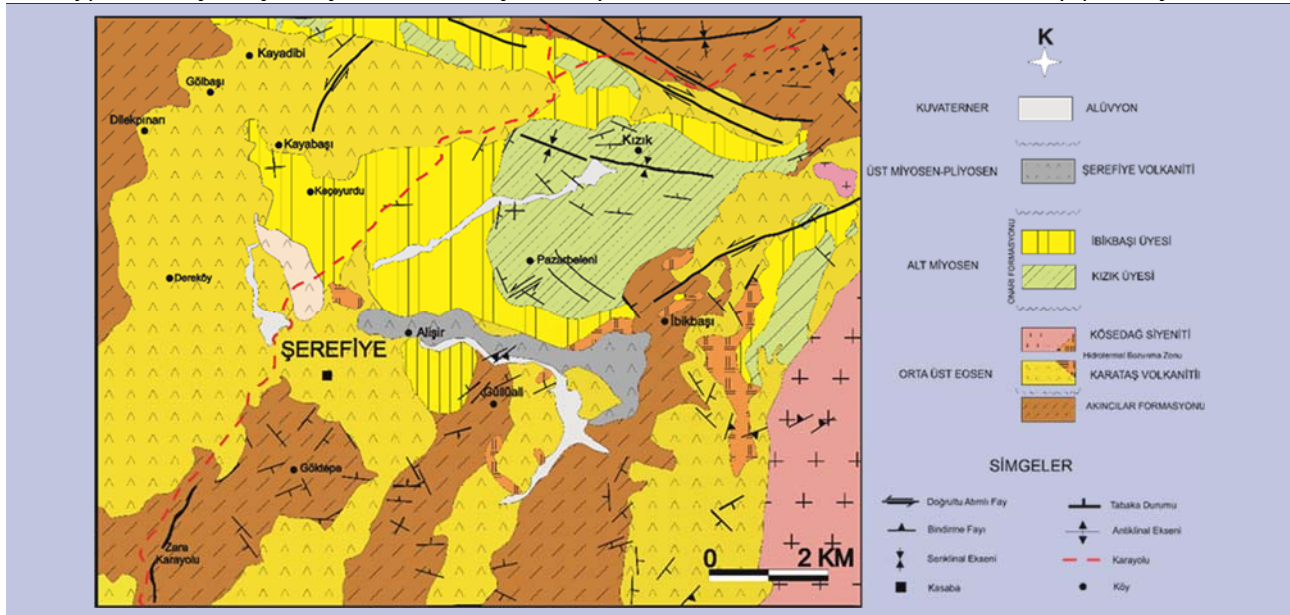 Kayadibi
Gölbaşı
Dilekpınarı
Kayabaşı
Kızık
Keçeyurdu
Pazarbeleni
Dereköy
Alişir
İbikbaşı
ŞEREFİYE
Güllüali
Göktepe
Zara
Karayolu
0 2 KM
K
KUVATERNER
ALÜVYON
ÜST MİYOSEN-PLİYOSEN
ŞEREFİYE VOLKANİTİ
ALT MİYOSEN
ONARI FORMASYONU
İBİKBAŞI ÜYESİ
KIZIK ÜYESİ
ORTA ÜST EOSEN
KÖSEDAĞ SİYENİTİ
Hidrotermal Bozunma Zonu
KARATAŞ VOLKANİTİİ
AKINCILAR FORMASYONU
SİMGELER
Doğrultu Atımlı Fay
Tabaka Durumu
Bindirme Fayı
Antiklinal Ekseni
Senklinal Ekseni
Karayolu
Kasaba
Köy